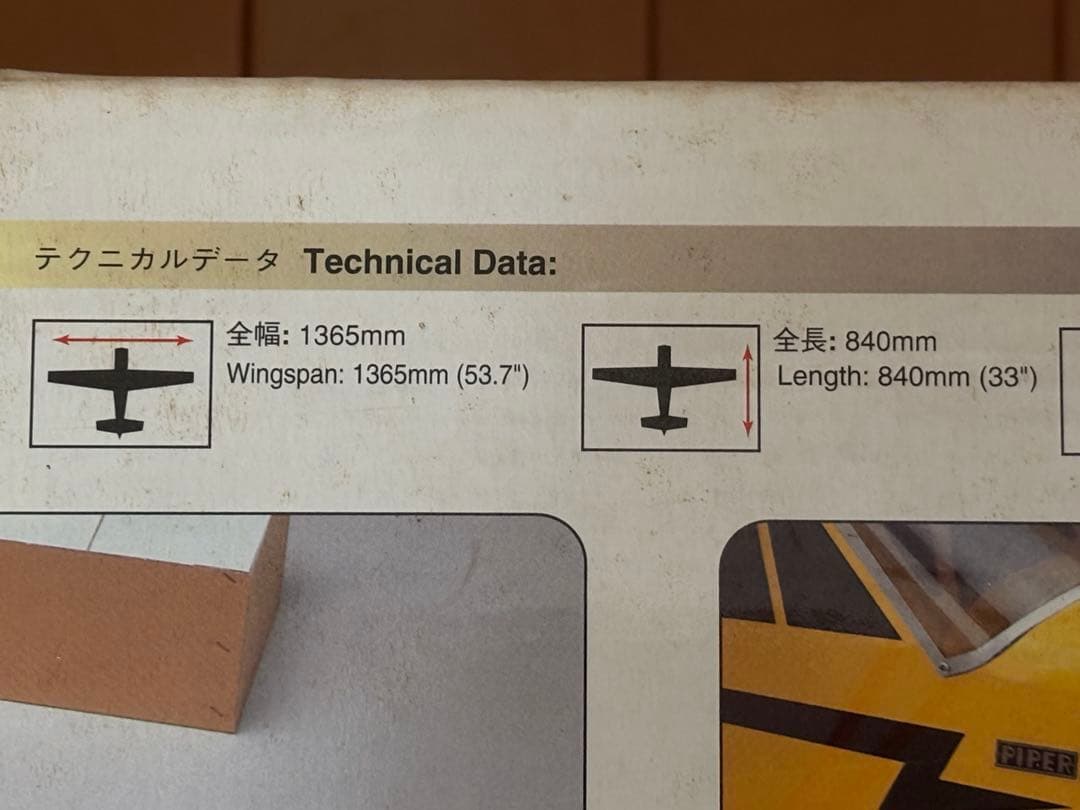 テクニカルデータ Technical Data:
全幅: 1365mm
Wingspan: 1365mm (53.7")
全長: 840mm
Length: 840mm (33")
PIPER